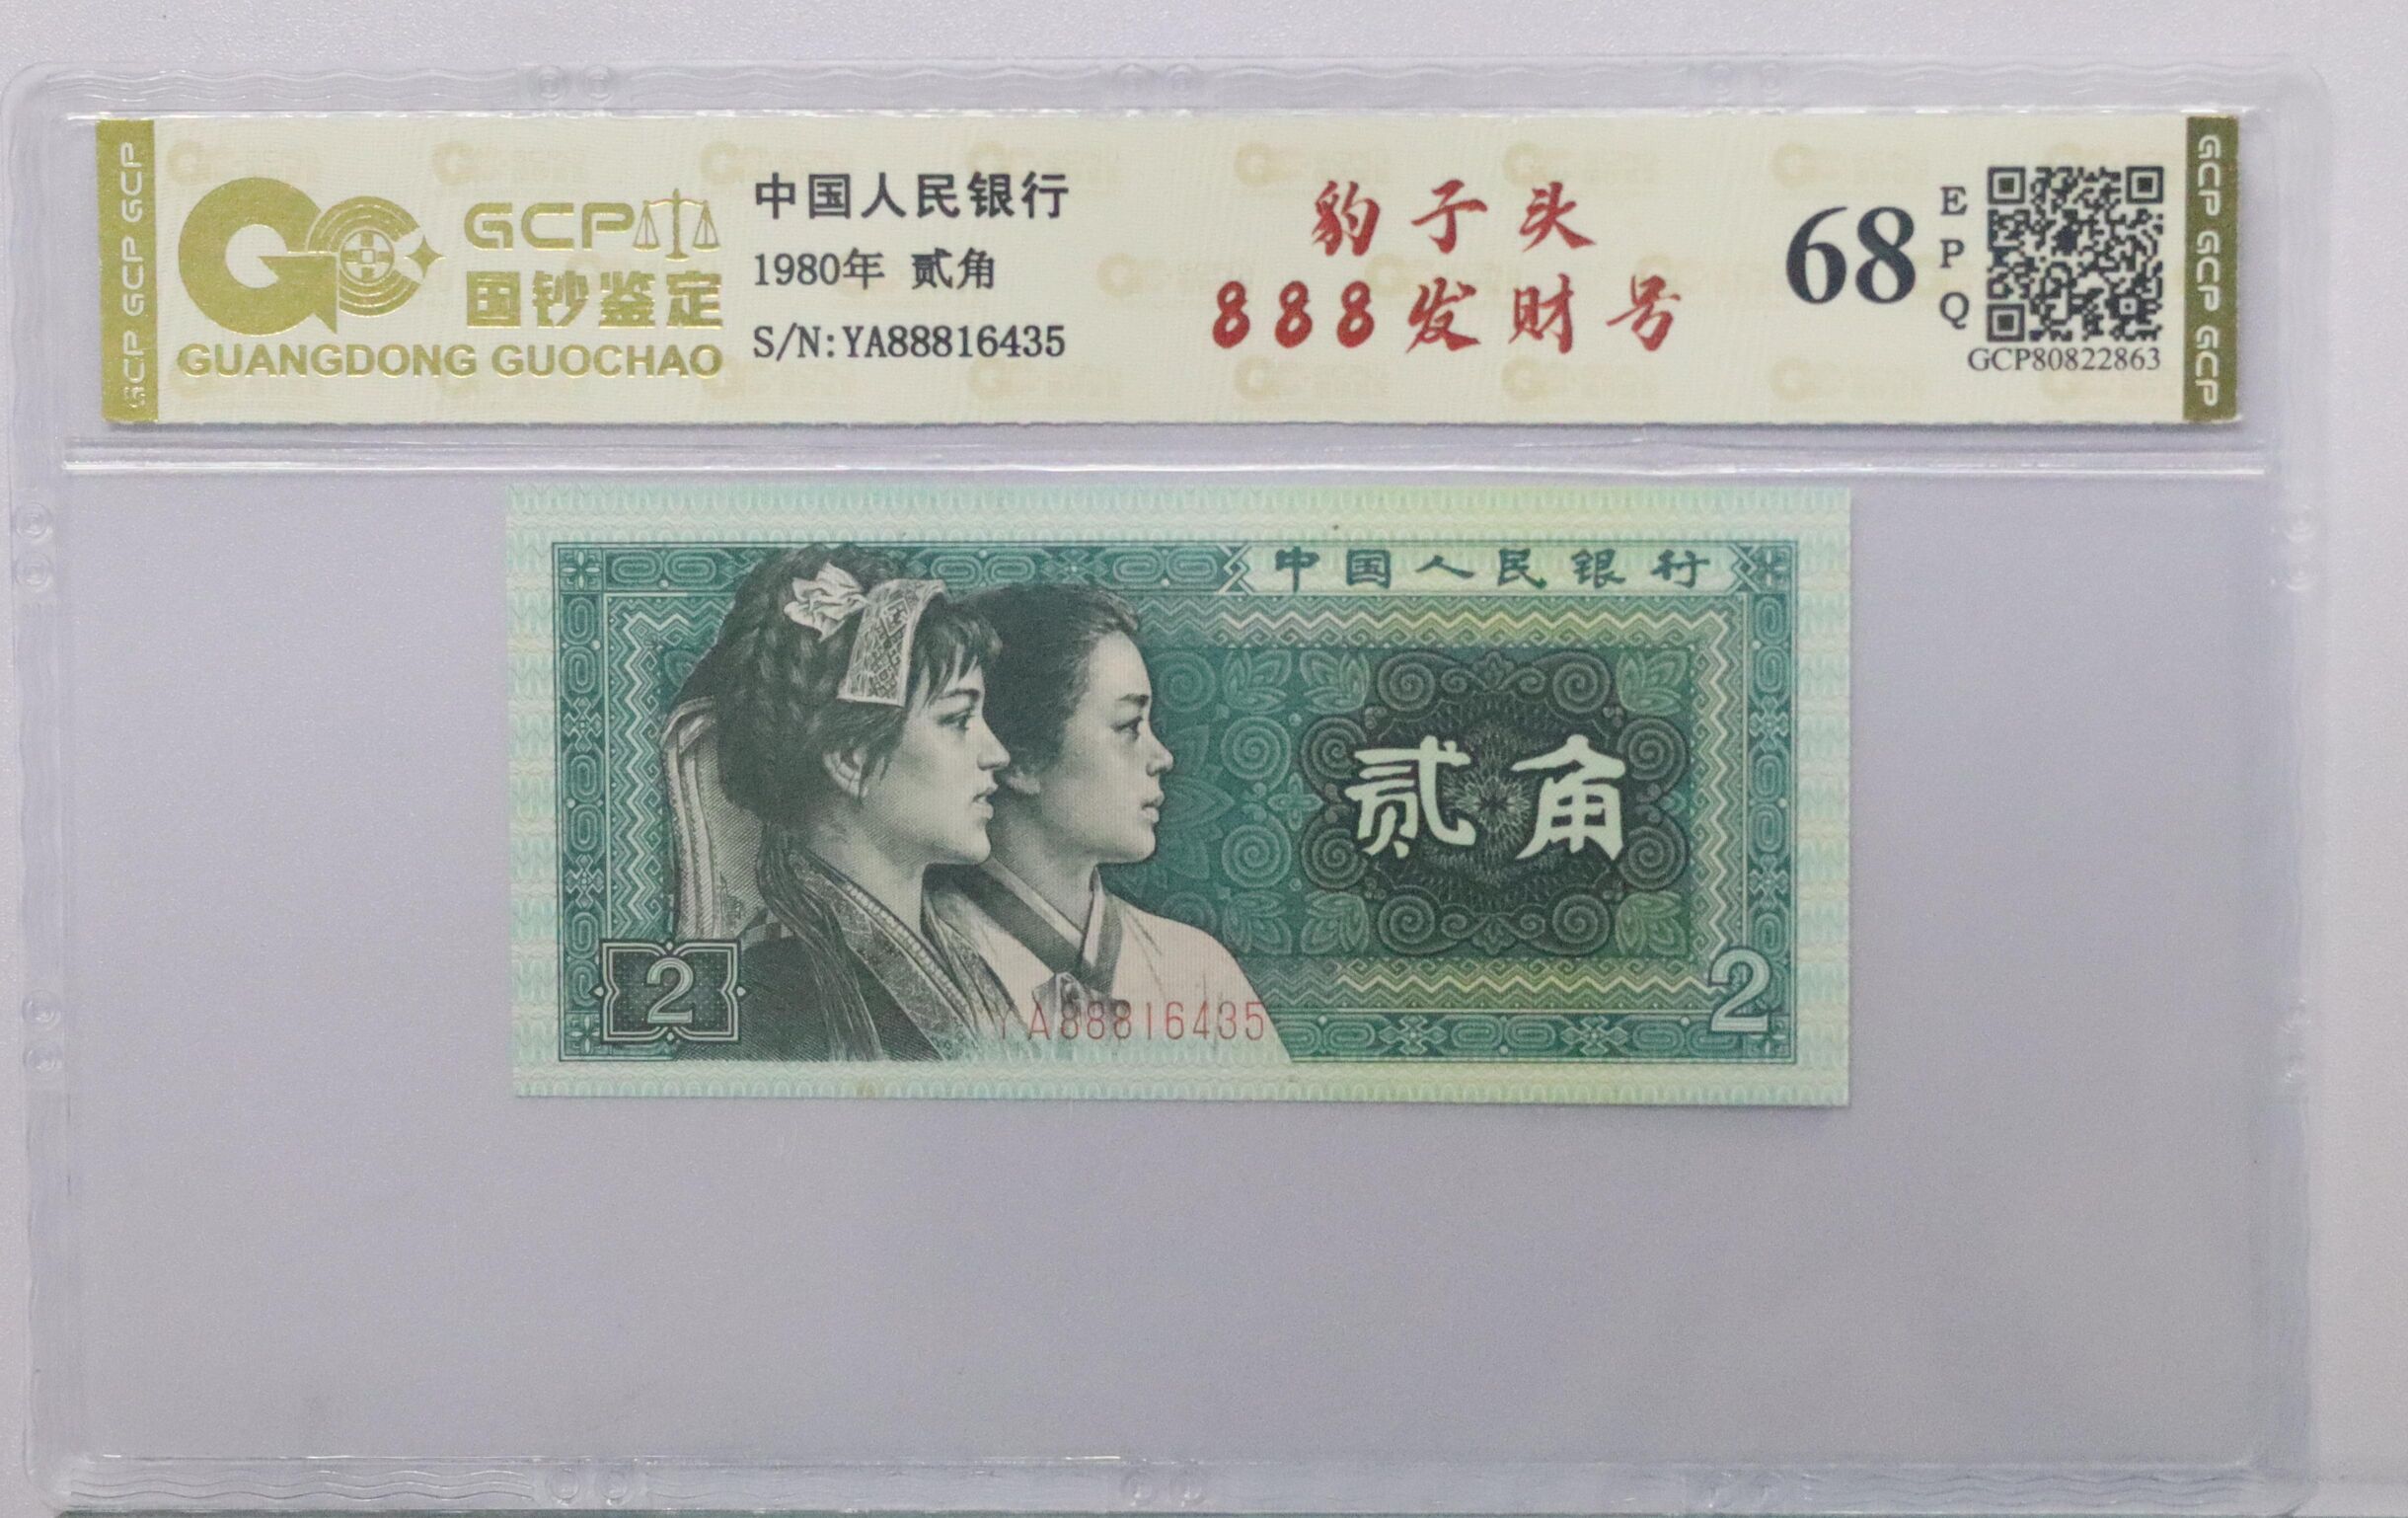 GCP GCP GCP
GCP
国钞鉴定
GUANGDONG GUOCHAO
中国人民银行
1980年 贰角
S/N:YA88816435
豹子头
888发财号
68
EPQ
GCP80822863
GCP GCP GCP
中国人民银行
贰角
2
YA88816435
2